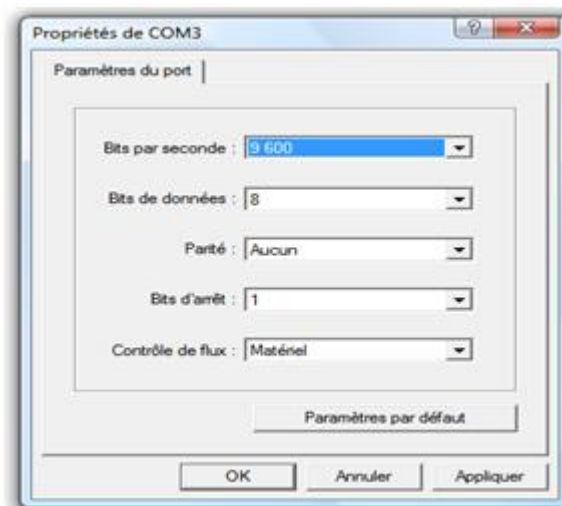 Propriétés de COM3
Paramètres du port
Bits par seconde : 9 600
Bits de données : 8
Parité : Aucun
Bits d'arrêt : 1
Contrôle de flux : Matériel
Paramètres par défaut
OK Annuler Appliquer